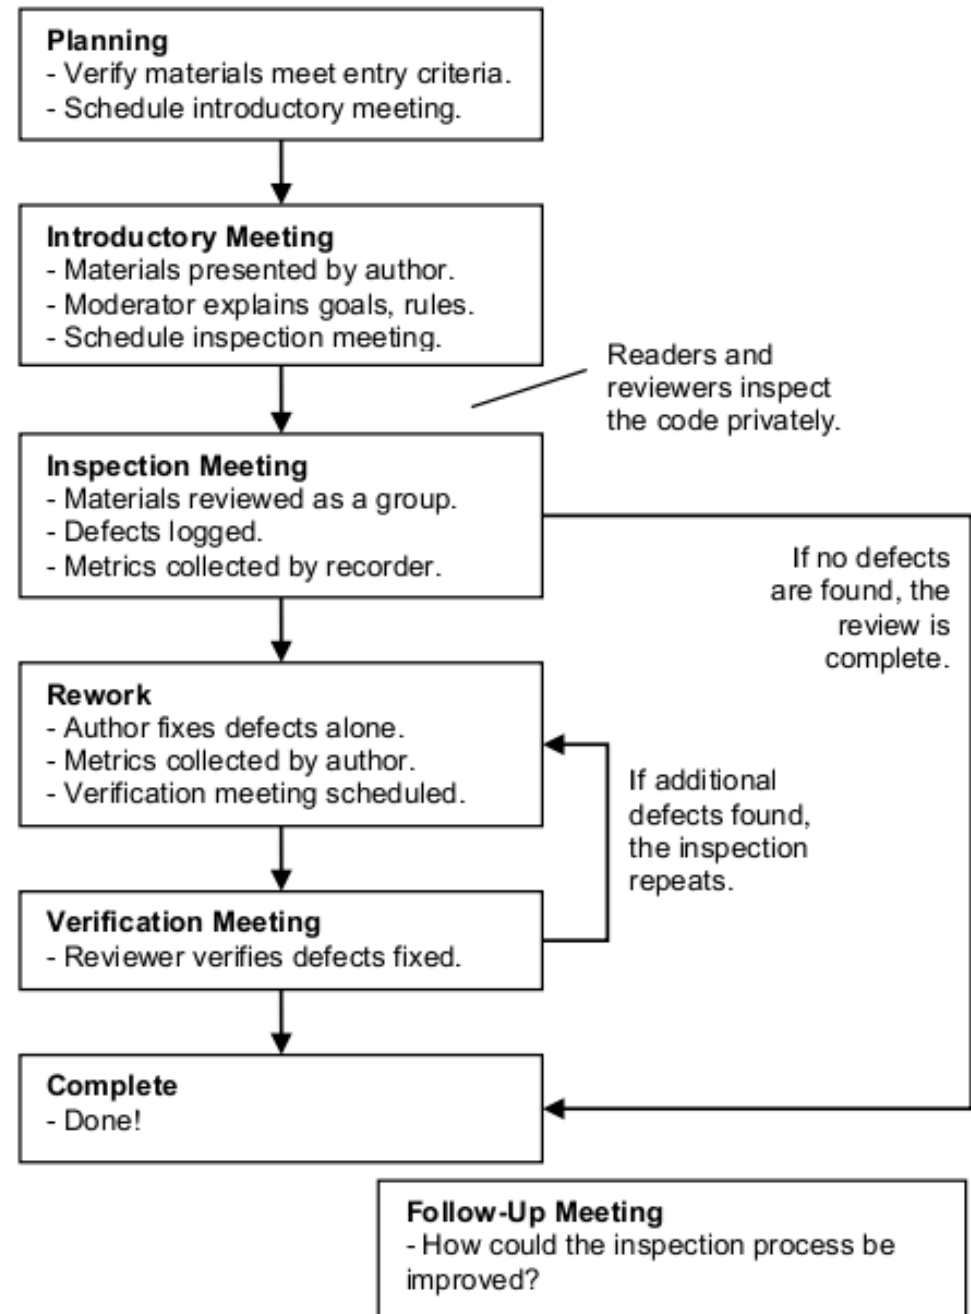 Planning
- Verify materials meet entry criteria.
- Schedule introductory meeting.
Introductory Meeting
- Materials presented by author.
- Moderator explains goals, rules.
- Schedule inspection meeting.
Readers and
reviewers inspect
the code privately.
Inspection Meeting
- Materials reviewed as a group.
- Defects logged.
- Metrics collected by recorder.
If no defects
are found, the
review is
complete.
Rework
- Author fixes defects alone.
- Metrics collected by author.
- Verification meeting scheduled.
If additional
defects found,
the inspection
repeats.
Verification Meeting
- Reviewer verifies defects fixed.
Complete
- Done!
Follow-Up Meeting
- How could the inspection process be
improved?